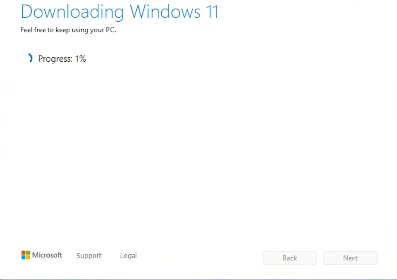 Downloading Windows 11
Feel free to keep using your PC.
Progress: 1%
Microsoft Support Legal Back Next